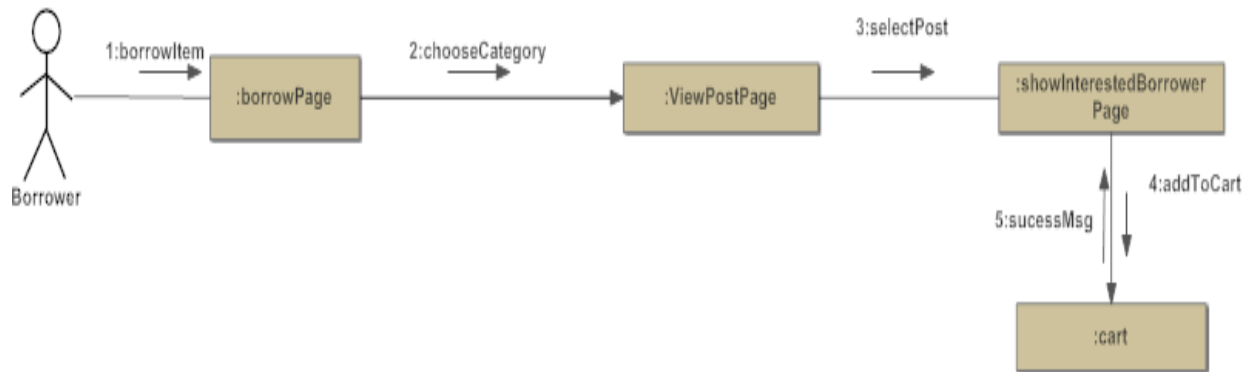 1:borrowItem
2:chooseCategory
3:selectPost
:borrowPage
:ViewPostPage
:showInterestedBorrower
Page
Borrower
4:addToCart
5:sucessMsg
:cart